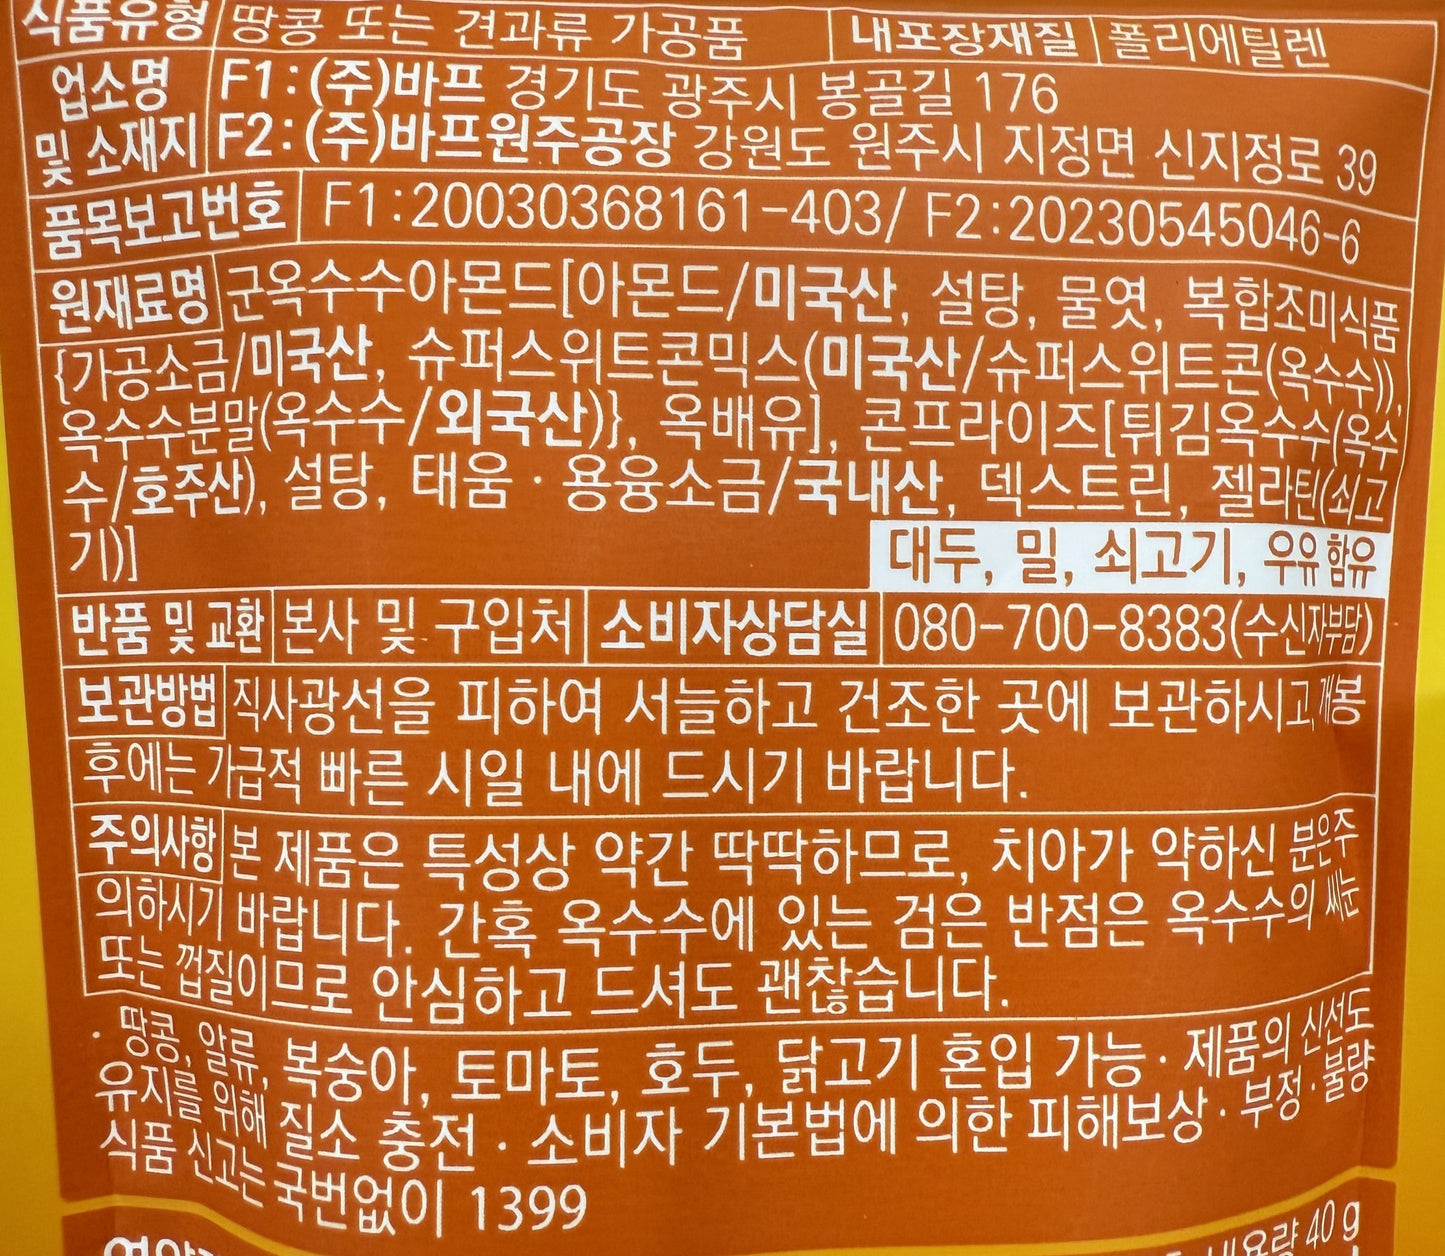 식품유형 땅콩 또는 견과류 가공품 내포장재질 폴리에틸렌
업소명 F1:(주)바프 경기도 광주시 봉골길 176
및 소재지 F2:(주)바프원주공장 강원도 원주시 지정면 신지정로 39
품목보고번호 F1:20030368161-403/ F2:20230545046-6
원재료명 군옥수수아몬드[아몬드/미국산, 설탕, 물엿, 복합조미식품
{가공소금/미국산, 슈퍼스위트콘믹스(미국산/슈퍼스위트콘(옥수수)),
옥수수분말(옥수수/외국산)}, 옥배유], 콘프라이즈[튀김옥수수(옥수
수/호주산), 설탕, 태움·용융소금/국내산, 덱스트린, 젤라틴(쇠고
기)]
대두, 밀, 쇠고기, 우유 함유
반품 및 교환 본사 및 구입처 소비자상담실 080-700-8383(수신자부담)
보관방법 직사광선을 피하여 서늘하고 건조한 곳에 보관하시고, 개봉
후에는 가급적 빠른 시일 내에 드시기 바랍니다.
주의사항 본 제품은 특성상 약간 딱딱하므로, 치아가 약하신 분은 주
의하시기 바랍니다. 간혹 옥수수에 있는 검은 반점은 옥수수의 씨눈
또는 껍질이므로 안심하고 드셔도 괜찮습니다.
· 땅콩, 알류, 복숭아, 토마토, 호두, 닭고기 혼입 가능 · 제품의 신선도
유지를 위해 질소 충전 · 소비자 기본법에 의한 피해보상 · 부정·불량
식품 신고는 국번없이 1399
내용량 40 g